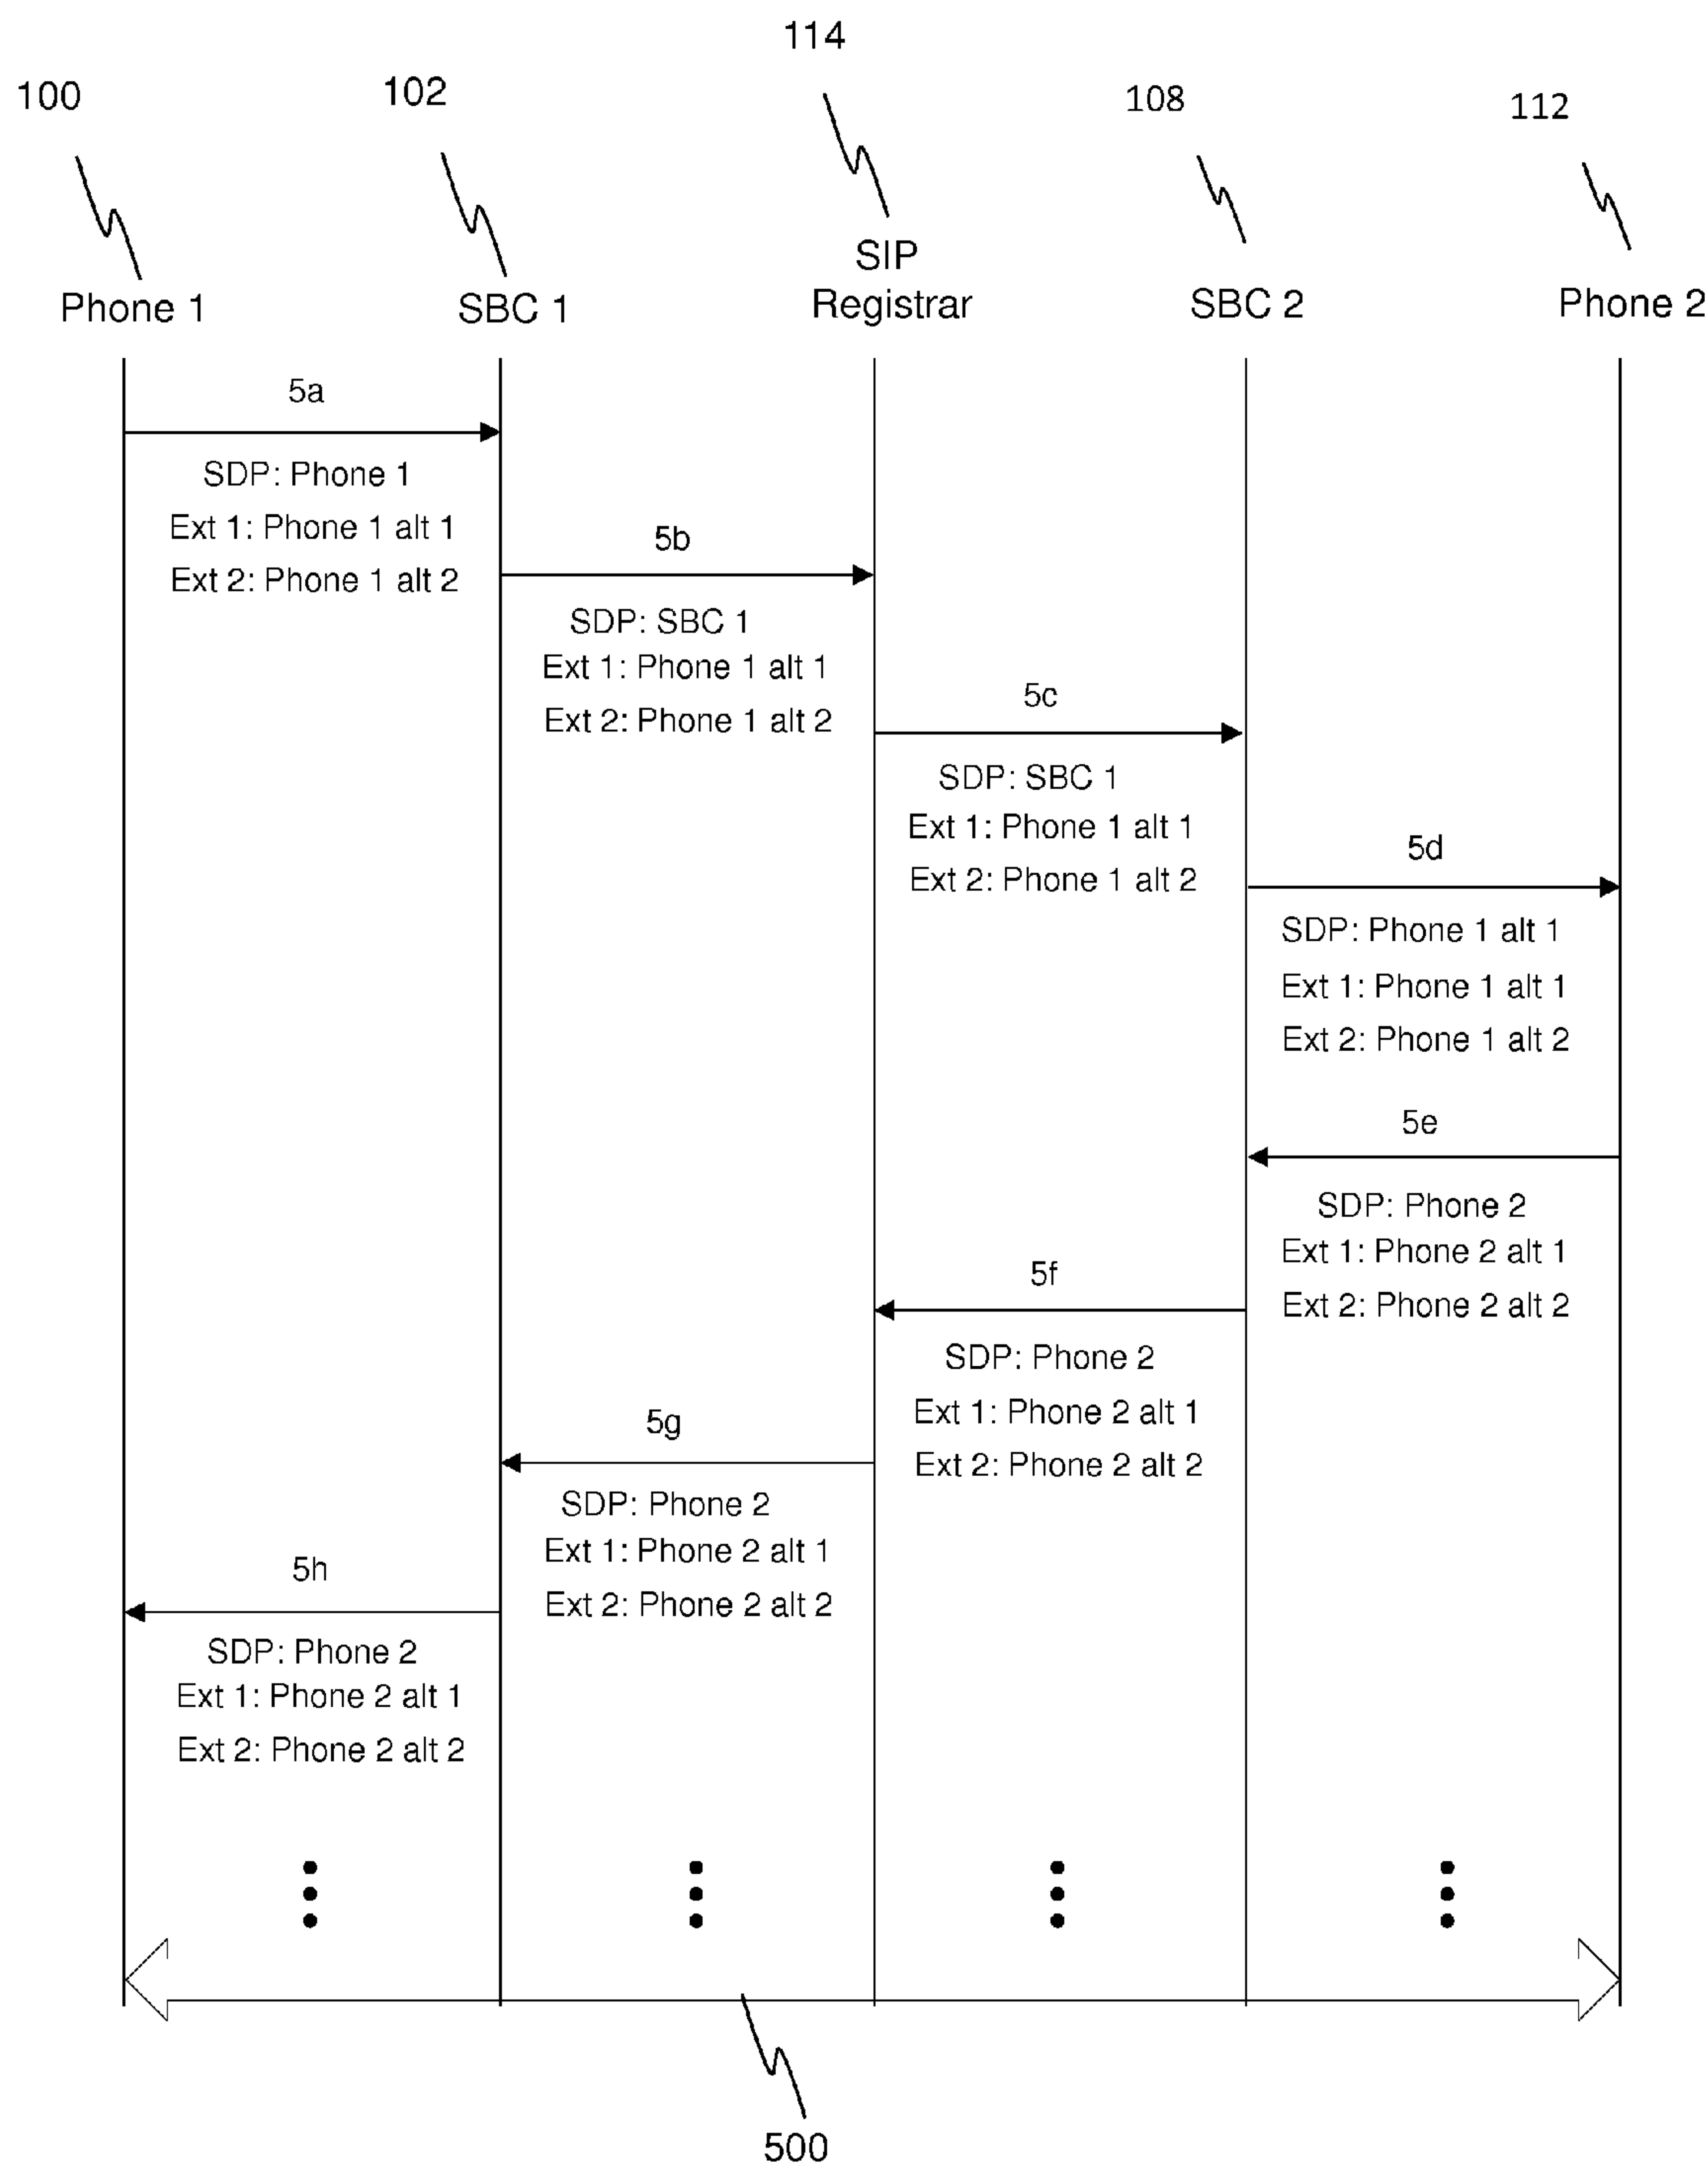 114
100
102
108
112
SIP
Registrar
Phone 1
SBC 1
SBC 2
Phone 2
5a
SDP: Phone 1
Ext 1: Phone 1 alt 1
Ext 2: Phone 1 alt 2
5b
SDP: SBC 1
Ext 1: Phone 1 alt 1
Ext 2: Phone 1 alt 2
5c
SDP: SBC 1
Ext 1: Phone 1 alt 1
Ext 2: Phone 1 alt 2
5d
SDP: Phone 1 alt 1
Ext 1: Phone 1 alt 1
Ext 2: Phone 1 alt 2
5e
SDP: Phone 2
Ext 1: Phone 2 alt 1
Ext 2: Phone 2 alt 2
5f
SDP: Phone 2
Ext 1: Phone 2 alt 1
Ext 2: Phone 2 alt 2
5g
SDP: Phone 2
Ext 1: Phone 2 alt 1
Ext 2: Phone 2 alt 2
5h
SDP: Phone 2
Ext 1: Phone 2 alt 1
Ext 2: Phone 2 alt 2
500